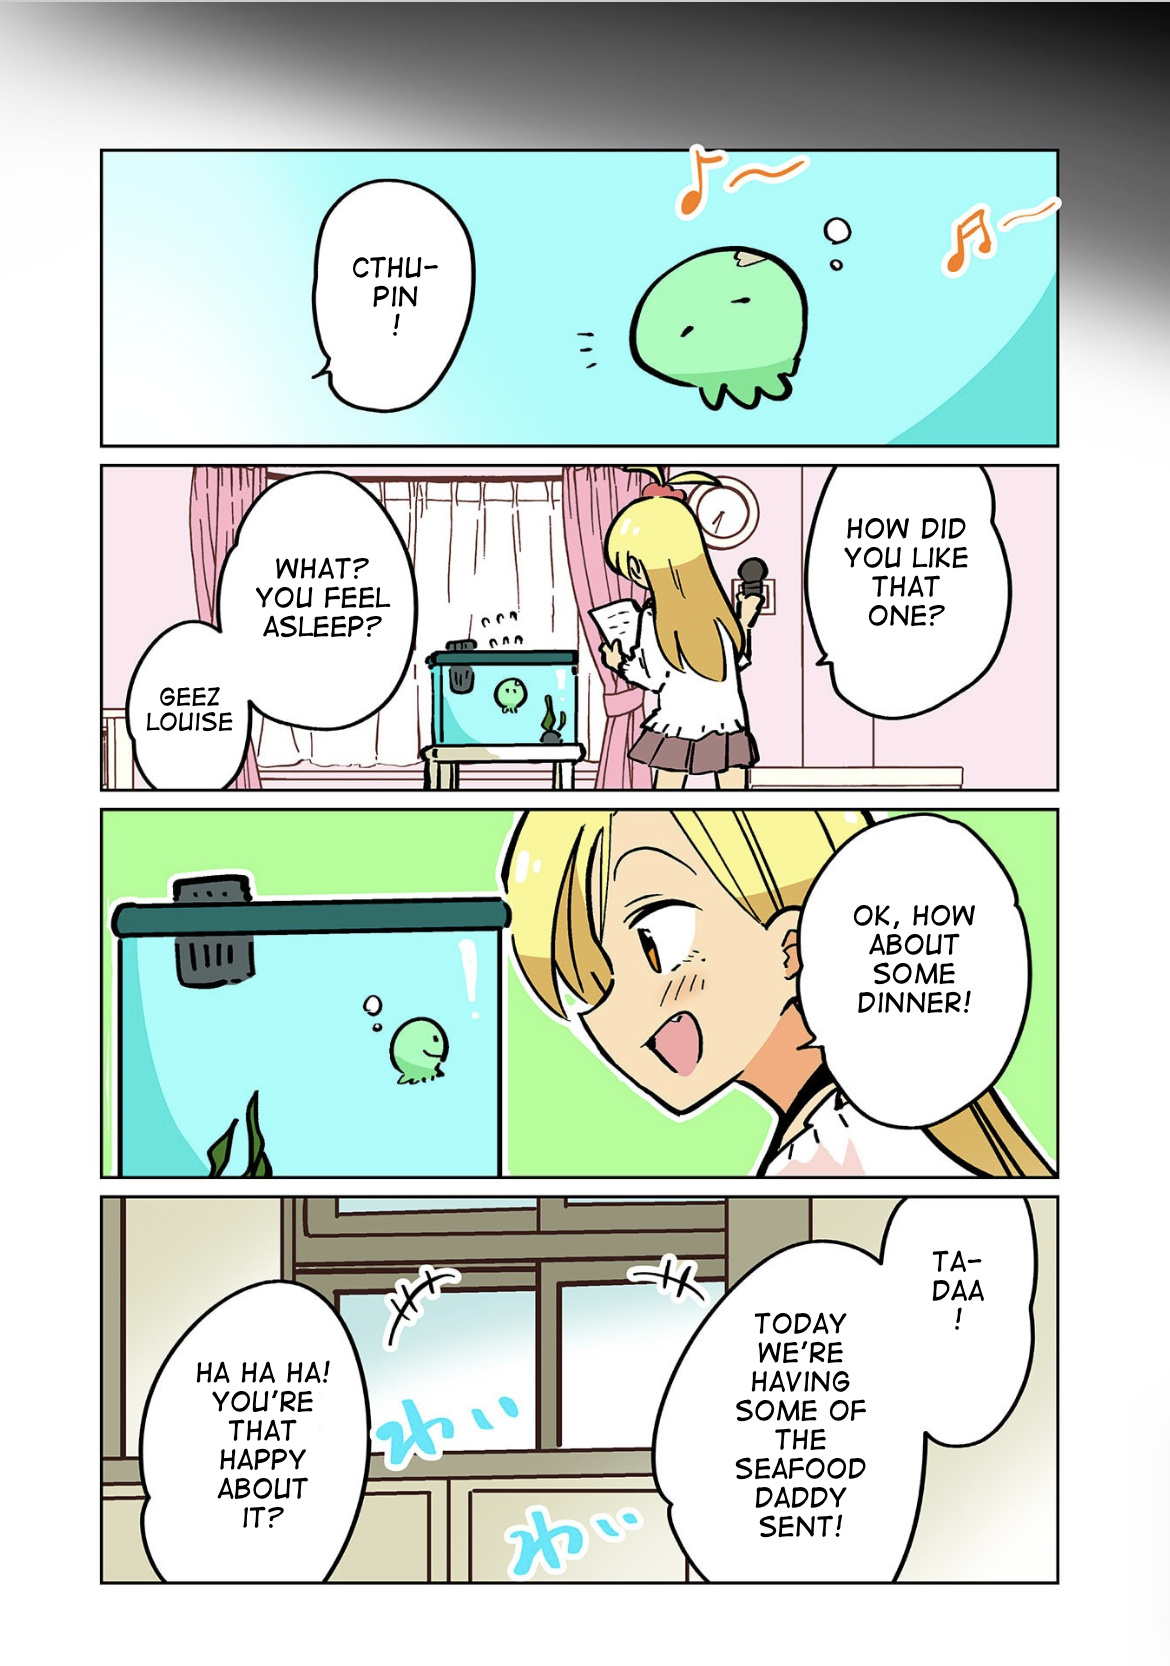 CTHU-
PIN
!
HOW DID
YOU LIKE
THAT
ONE?
WHAT?
YOU FEEL
ASLEEP?
GEEZ
LOUISE
OK, HOW
ABOUT
SOME
DINNER!
TA-
DAA
!
TODAY
WE'RE
HAVING
SOME OF
THE
SEAFOOD
DADDY
SENT!
わい
わい
HA HA HA!
YOU'RE
THAT
HAPPY
ABOUT
IT?